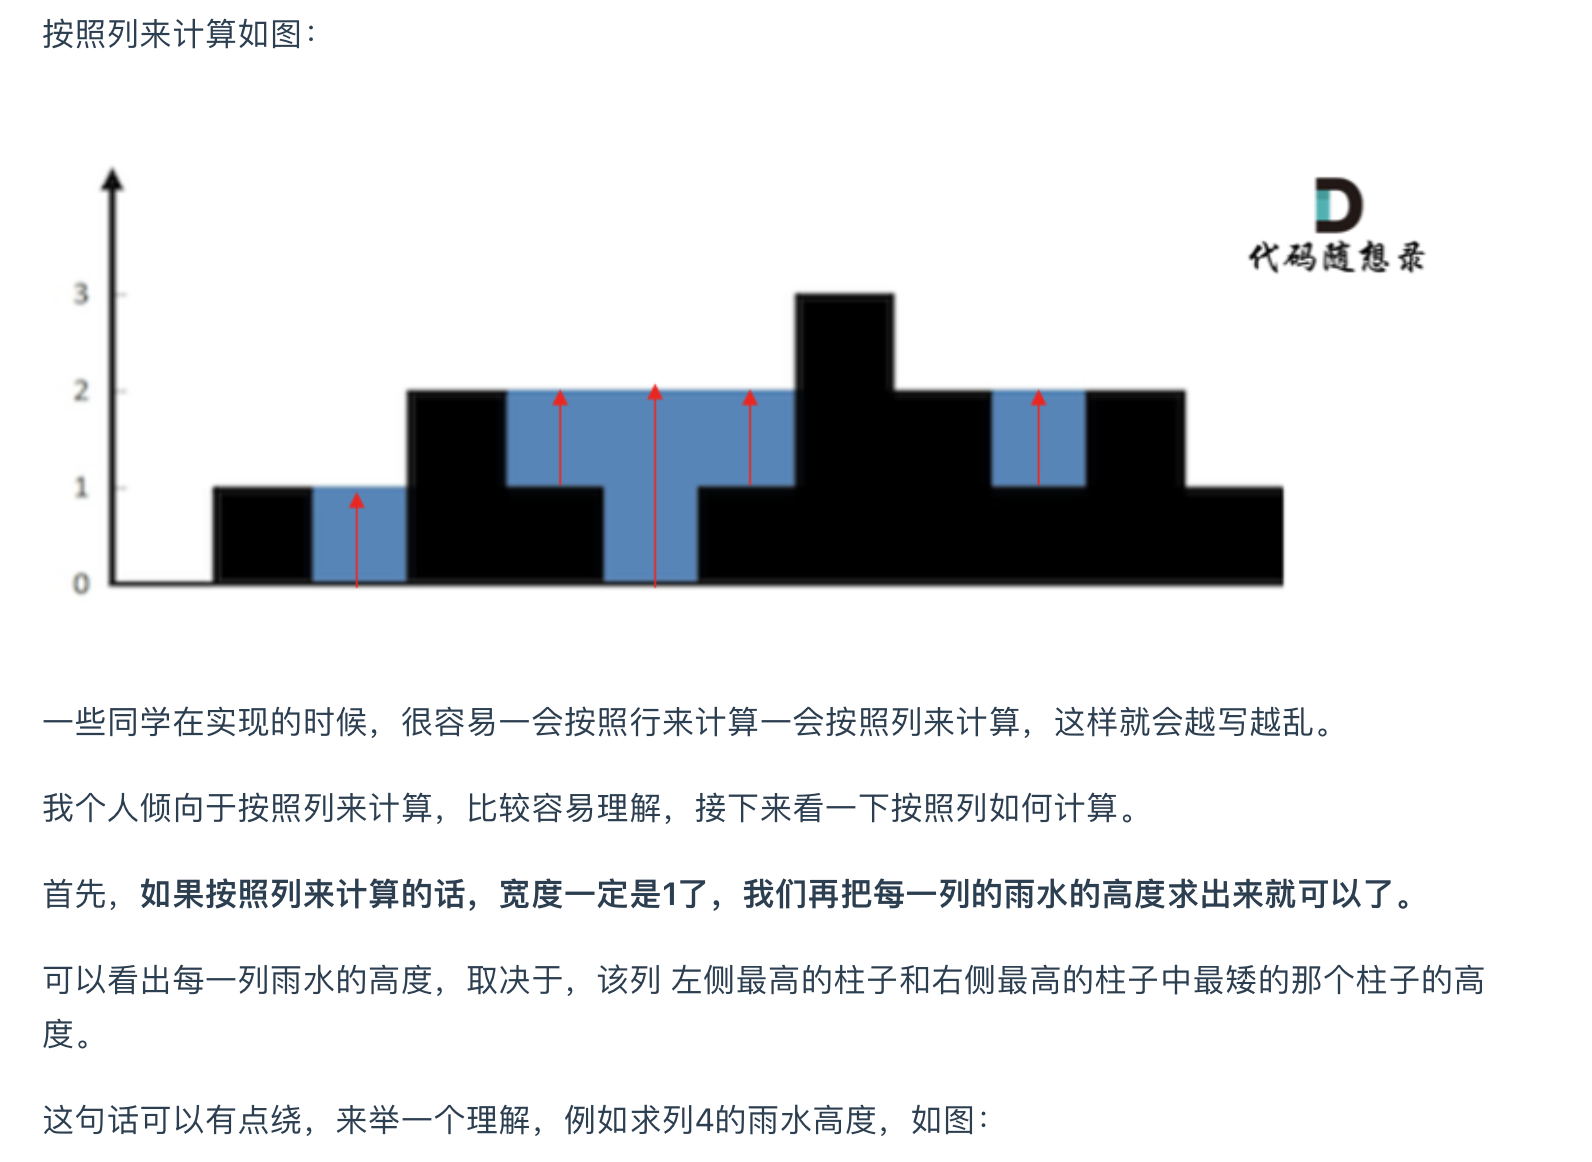 按照列来计算如图：
代码随想录
3
2
1
0
一些同学在实现的时候，很容易一会按照行来计算一会按照列来计算，这样就会越写越乱。
我个人倾向于按照列来计算，比较容易理解，接下来看一下按照列如何计算。
首先，如果按照列来计算的话，宽度一定是1了，我们再把每一列的雨水的高度求出来就可以了。
可以看出每一列雨水的高度，取决于，该列 左侧最高的柱子和右侧最高的柱子中最矮的那个柱子的高
度。
这句话可以有点绕，来举一个理解，例如求列4的雨水高度，如图：